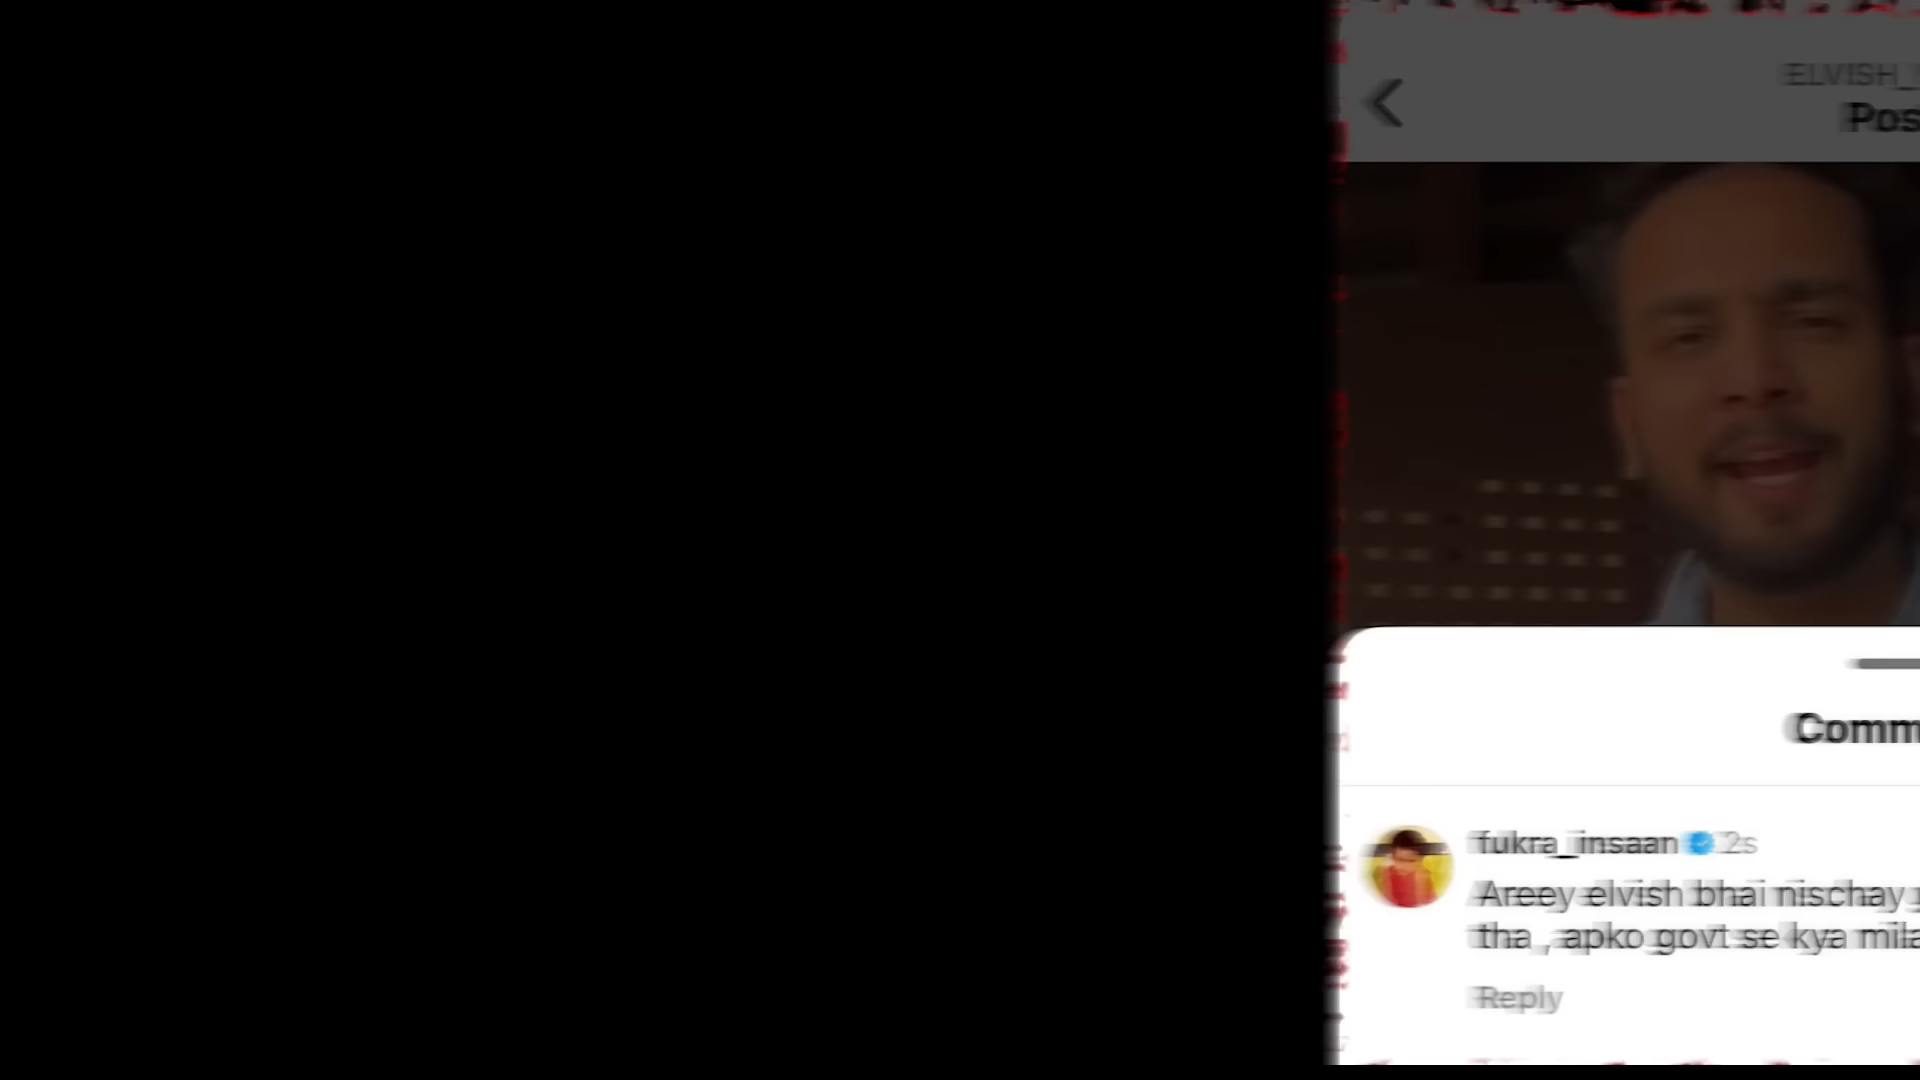 ELVISH_
Pos
Comm
fukra_insaan 2s
Areey elvish bhai nischay
tha , apko govt se kya mila
Reply